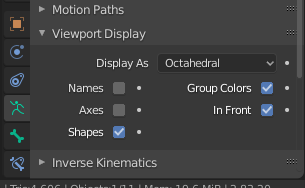 Motion Paths
Viewport Display
Display As Octahedral
Names Group Colors
Axes In Front
Shapes
Inverse Kinematics